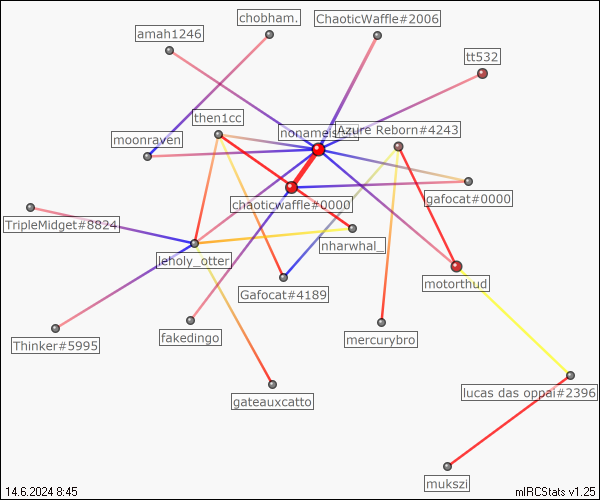 chobham.
ChaoticWaffle#2006
amah1246
tt532
then1cc
Azure Reborn#4243
moonraven
gafocat#0000
chaoticwaffle#0000
TripleMidget#8824
nharwhal_
leholy_otter
motorthud
Gafocat#4189
fakedingo
mercurybro
Thinker#5995
lucas das oppai#2396
gateauxcatto
mukszi
14.6.2024 8:45
mIRCStats v1.25